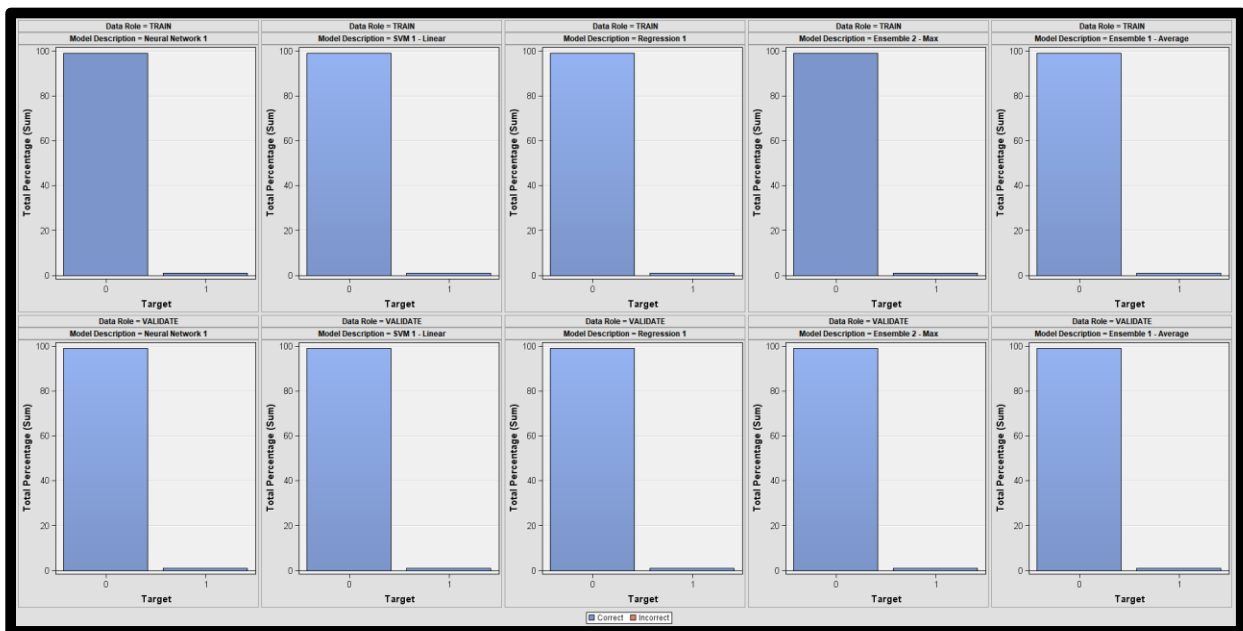 Data Role = TRAIN
Model Description = Neural Network 1
100
80
60
40
20
0
Total Percentage (Sum)
0 1
Target
Data Role = TRAIN
Model Description = SVM 1 - Linear
100
80
60
40
20
0
Total Percentage (Sum)
0 1
Target
Data Role = TRAIN
Model Description = Regression 1
100
80
60
40
20
0
Total Percentage (Sum)
0 1
Target
Data Role = TRAIN
Model Description = Ensemble 2 - Max
100
80
60
40
20
0
Total Percentage (Sum)
0 1
Target
Data Role = TRAIN
Model Description = Ensemble 1 - Average
100
80
60
40
20
0
Total Percentage (Sum)
0 1
Target
Data Role = VALIDATE
Model Description = Neural Network 1
100
80
60
40
20
0
Total Percentage (Sum)
0 1
Target
Data Role = VALIDATE
Model Description = SVM 1 - Linear
100
80
60
40
20
0
Total Percentage (Sum)
0 1
Target
Data Role = VALIDATE
Model Description = Regression 1
100
80
60
40
20
0
Total Percentage (Sum)
0 1
Target
Data Role = VALIDATE
Model Description = Ensemble 2 - Max
100
80
60
40
20
0
Total Percentage (Sum)
0 1
Target
Data Role = VALIDATE
Model Description = Ensemble 1 - Average
100
80
60
40
20
0
Total Percentage (Sum)
0 1
Target
Correct Incorrect